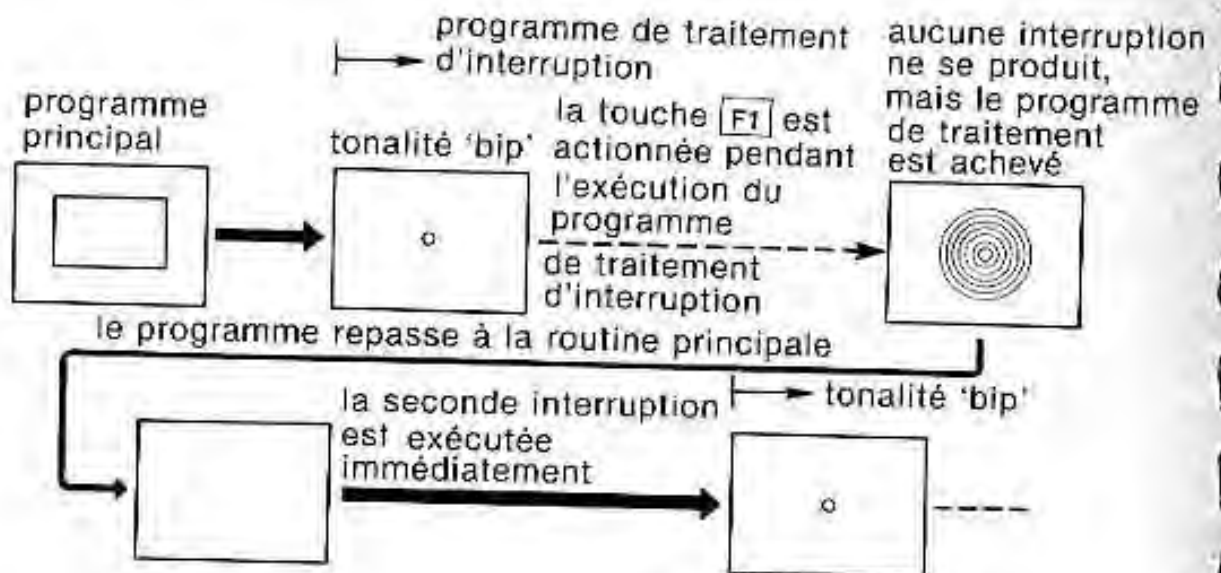 programme
principal
programme de traitement
d'interruption
tonalité 'bip'
la touche F1 est
actionnée pendant
l'exécution du
programme
de traitement
d'interruption
aucune interruption
ne se produit,
mais le programme
de traitement
est achevé
le programme repasse à la routine principale
la seconde interruption
est exécutée
immédiatement
tonalité 'bip'